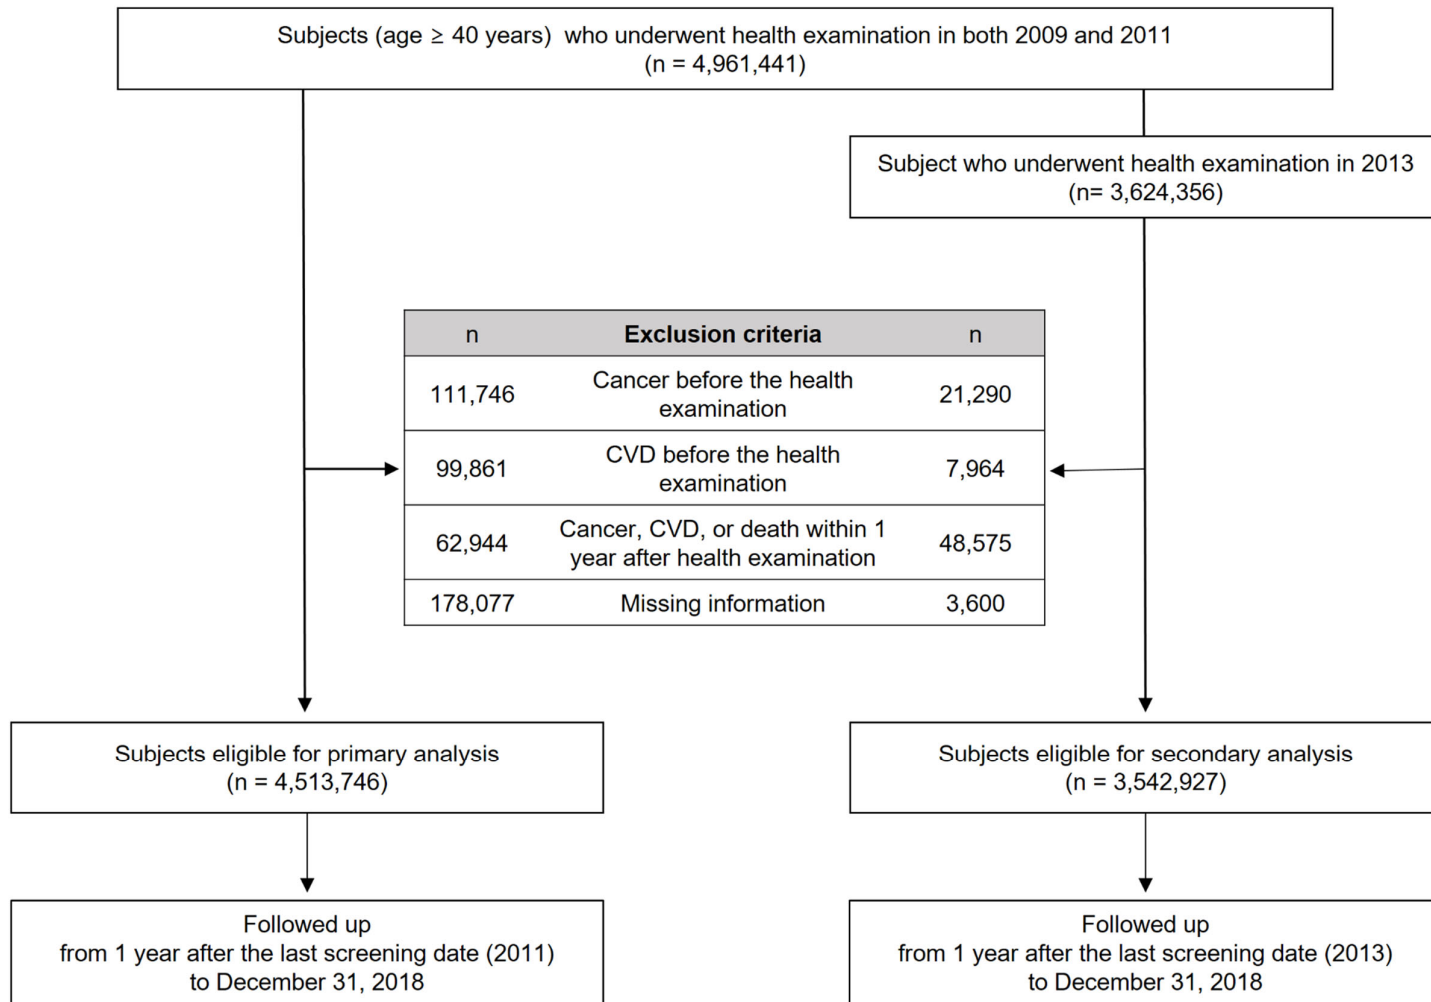 Subjects (age ≥ 40 years) who underwent health examination in both 2009 and 2011
(n = 4,961,441)
Subject who underwent health examination in 2013
(n= 3,624,356)
n Exclusion criteria n
111,746 Cancer before the health examination 21,290
99,861 CVD before the health examination 7,964
62,944 Cancer, CVD, or death within 1 year after health examination 48,575
178,077 Missing information 3,600
Subjects eligible for primary analysis
(n = 4,513,746)
Subjects eligible for secondary analysis
(n = 3,542,927)
Followed up
from 1 year after the last screening date (2011)
to December 31, 2018
Followed up
from 1 year after the last screening date (2013)
to December 31, 2018